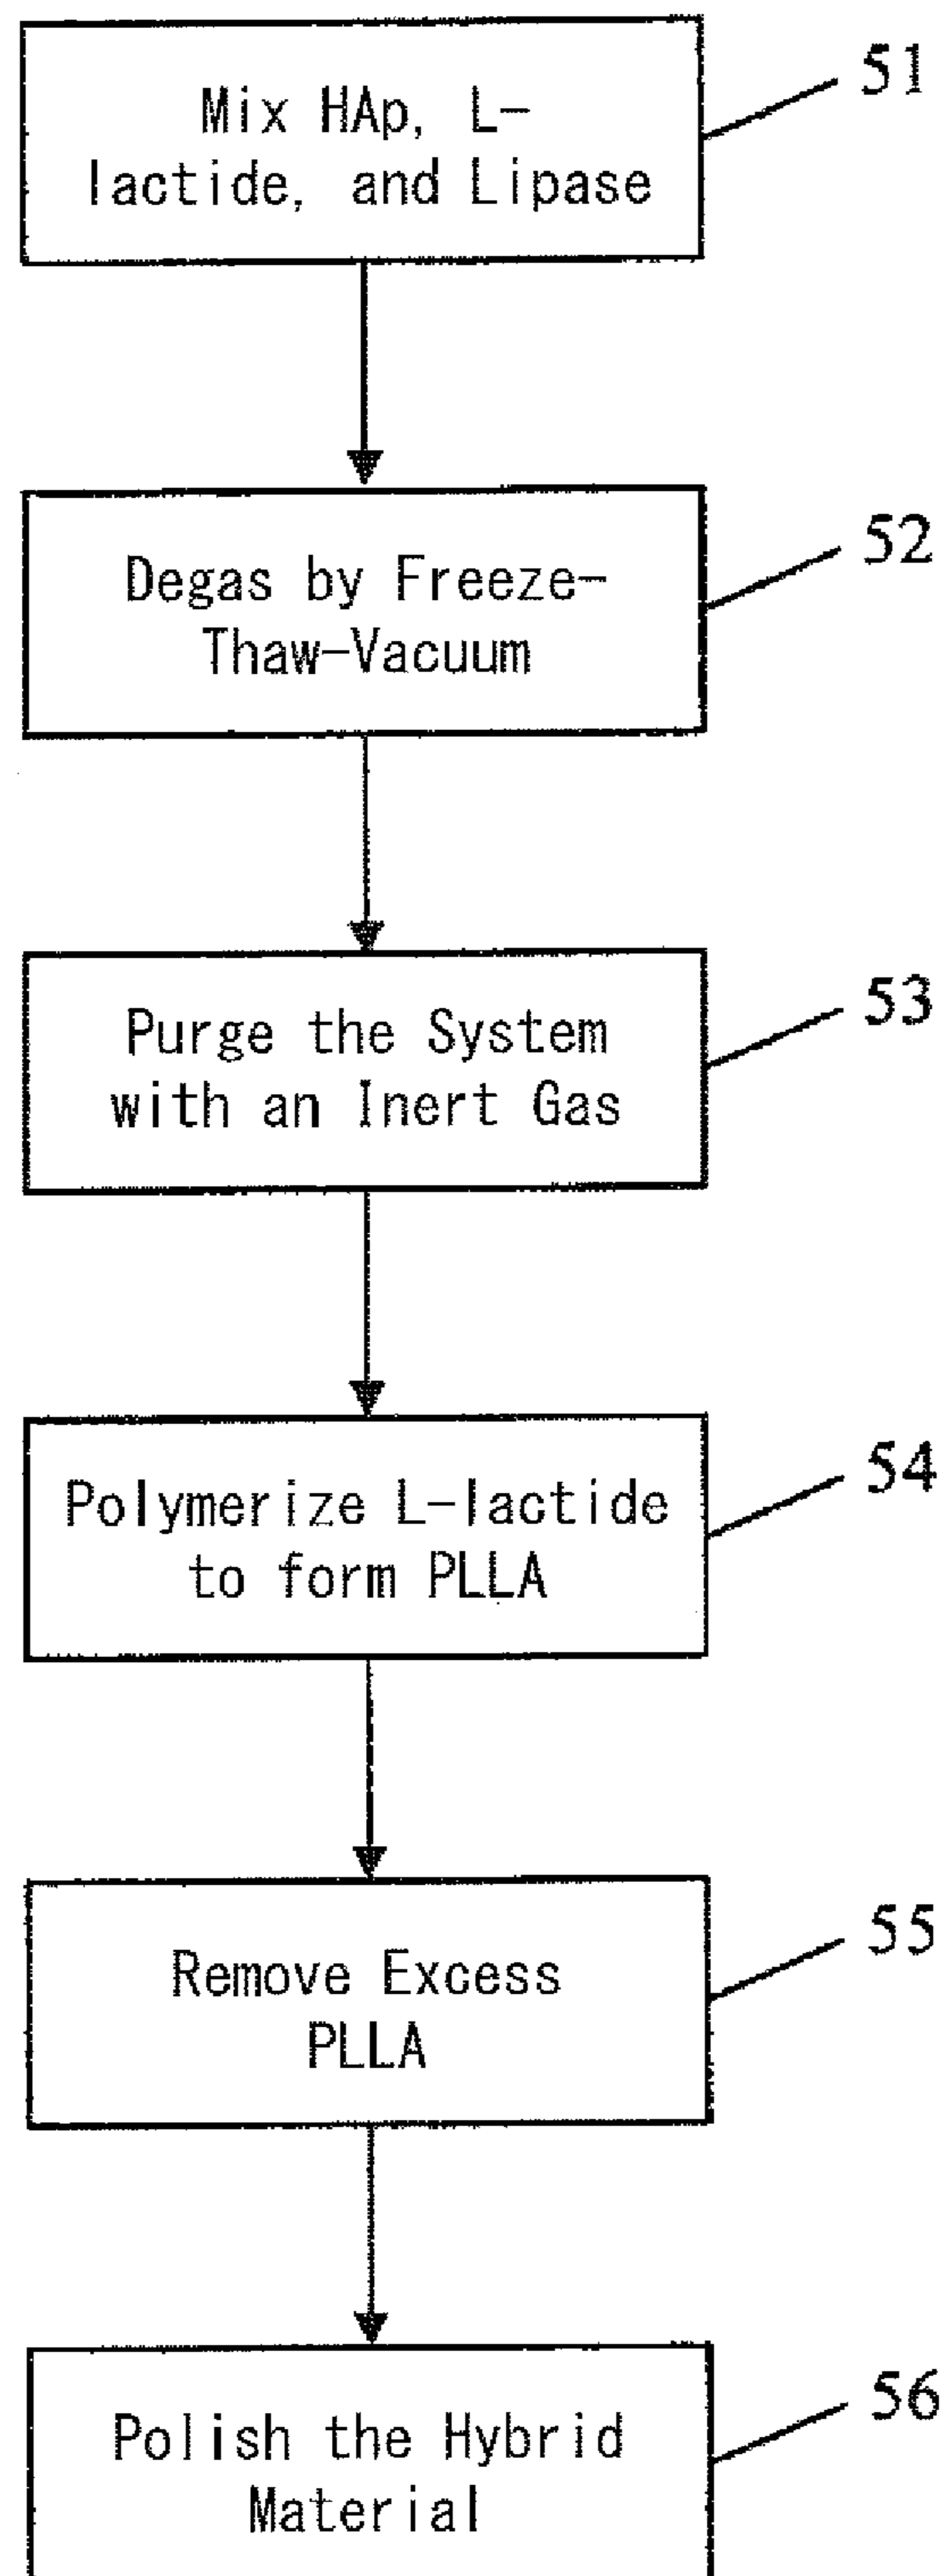 Mix HAp, L-
lactide, and Lipase
51
Degas by Freeze-
Thaw-Vacuum
52
Purge the System
with an Inert Gas
53
Polymerize L-lactide
to form PLLA
54
Remove Excess
PLLA
55
Polish the Hybrid
Material
56